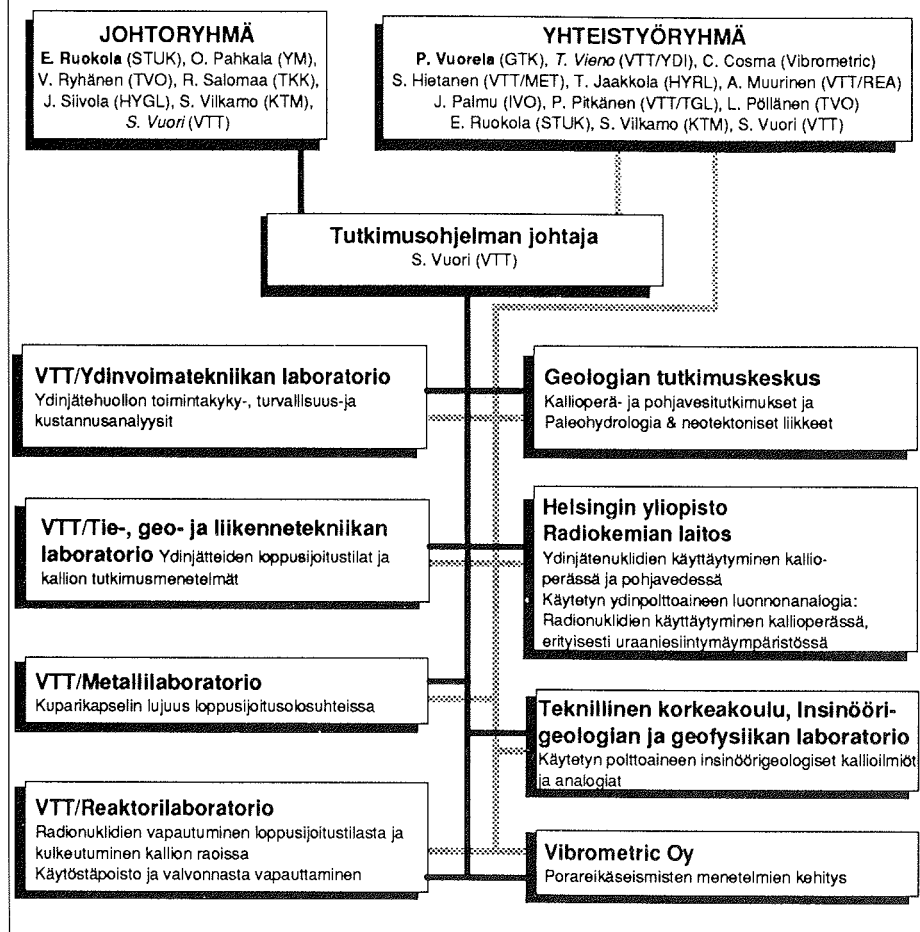 JOHTORYHMÄ
E. Ruokola (STUK), O. Pahkala (YM),
V. Ryhänen (TVO), R. Salomaa (TKK),
J. Siivola (HYGL), S. Vilkamo (KTM),
S. Vuori (VTT)
YHTEISTYÖRYHMÄ
P. Vuorela (GTK), T. Vieno (VTT/YDI), C. Cosma (Vibrometric)
S. Hietanen (VTT/MET), T. Jaakkola (HYRL), A. Muurinen (VTT/REA)
J. Palmu (IVO), P. Pitkänen (VTT/TGL), L. Pöllänen (TVO)
E. Ruokola (STUK), S. Vilkamo (KTM), S. Vuori (VTT)
Tutkimusohjelman johtaja
S. Vuori (VTT)
VTT/Ydinvoimatekniikan laboratorio
Ydinjätehuollon toimintakyky-, turvallisuus-ja
kustannusanalyysit
Geologian tutkimuskeskus
Kallioperä- ja pohjavesitutkimukset ja
Paleohydrologia & neotektoniset liikkeet
VTT/Tie-, geo- ja liikennetekniikan
laboratorio Ydinjätteiden loppusijoitustilat ja
kallion tutkimusmenetelmät
Helsingin yliopisto
Radiokemian laitos
Ydinjätenuklidien käyttäytyminen kallio-
perässä ja pohjavedessä
Käytetyn ydinpolttoaineen luonnonanalogia:
Radionuklidien käyttäytyminen kallioperässä,
erityisesti uraaniesiintymäympäristössä
VTT/Metallilaboratorio
Kuparikapselin lujuus loppusijoitusolosuhteissa
Teknillinen korkeakoulu, Insinööri-
geologian ja geofysiikan laboratorio
Käytetyn polttoaineen insinöörigeologiset kallioilmiöt
ja analogiat
VTT/Reaktorilaboratorio
Radionuklidien vapautuminen loppusijoitustilasta ja
kulkeutuminen kallion raoissa
Käytöstäpoisto ja valvonnasta vapauttaminen
Vibrometric Oy
Porareikäseismisten menetelmien kehitys